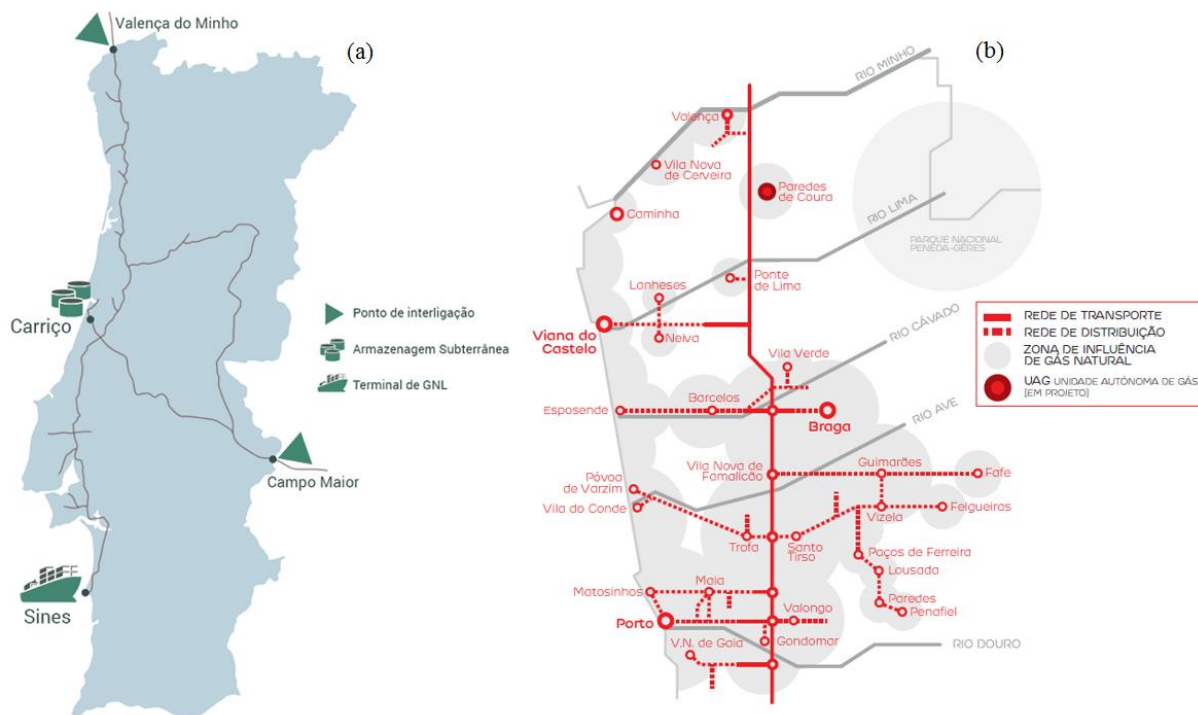 Valença do Minho
(a)
Carriço
Ponto de interligação
Armazenagem Subterrânea
Terminal de GNL
Campo Maior
Sines
(b)
RIO MINHO
Valença
Vila Nova
de Cerveira
Paredes
de Coura
Caminha
RIO LIMA
PARQUE NACIONAL
PENEDA-GÊRES
Ponte
de Lima
Lanheses
Viana do
Castelo
Neiva
RIO CÁVADO
Vila Verde
Esposende
Barcelos
Braga
RIO AVE
REDE DE TRANSPORTE
REDE DE DISTRIBUIÇÃO
ZONA DE INFLUÊNCIA
DE GÁS NATURAL
UAG UNIDADE AUTÓNOMA DE GÁS
(EM PROJETO)
Vila Nova de
Famalicão
Guimarães
Fafe
Póvoa
de Varzim
Vila do Conde
Vizela
Felgueiras
Trofa
Santo
Tirso
Paços de Ferreira
Lousada
Matosinhos
Maia
Paredes
Penafiel
Porto
Valongo
V.N. de Gaia
Gondomar
RIO DOURO